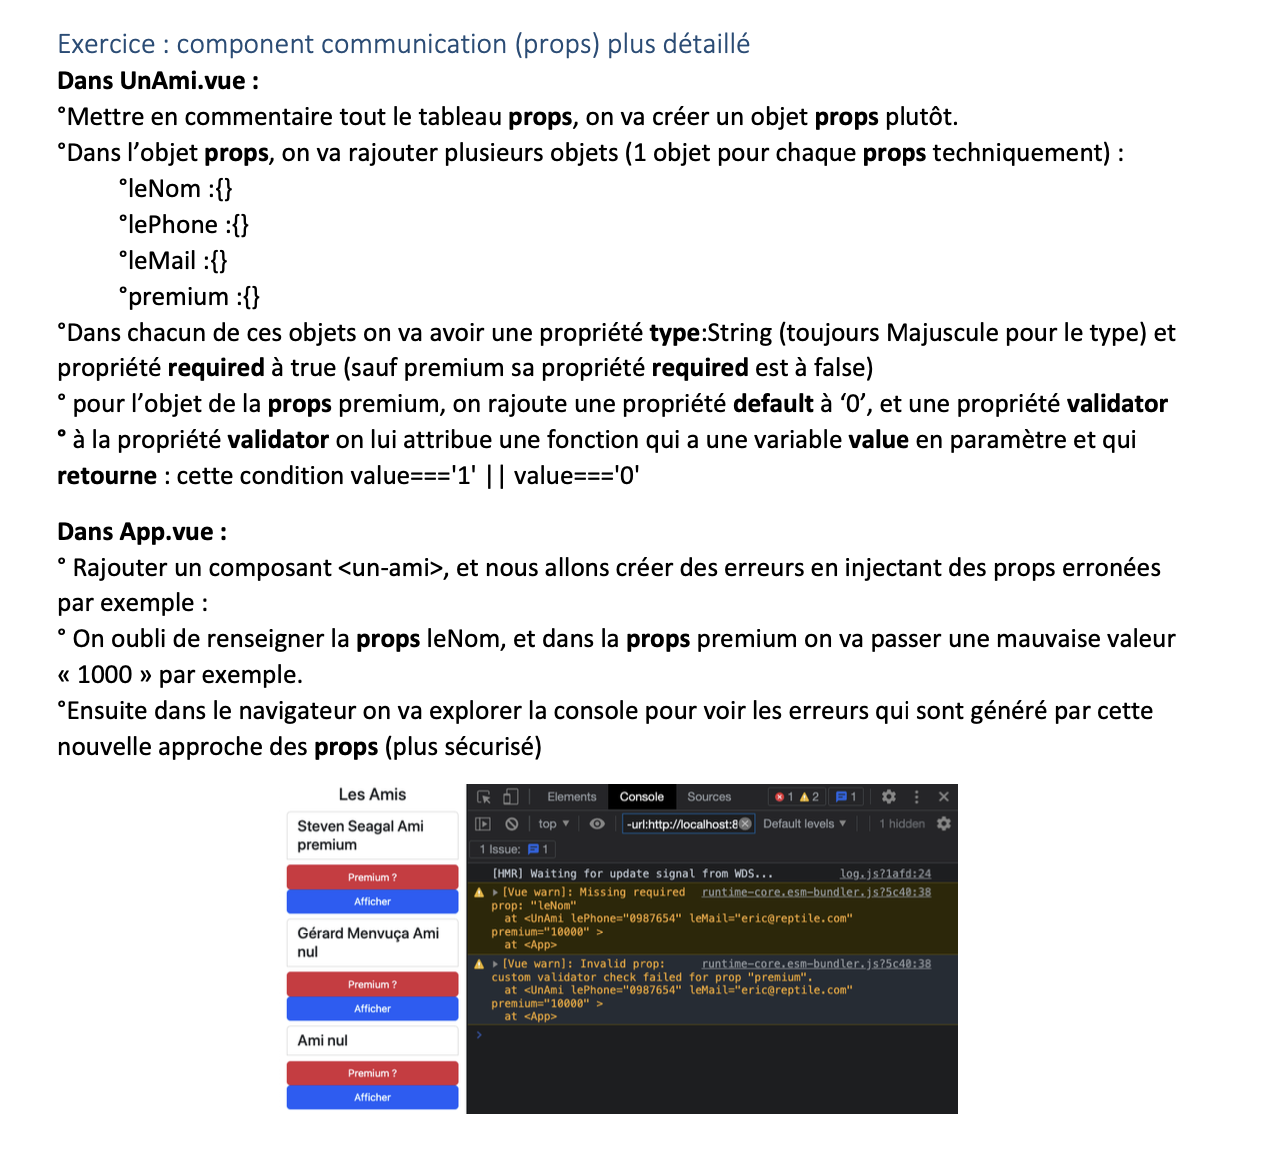 Exercice : component communication (props) plus détaillé
Dans UnAmi.vue :
°Mettre en commentaire tout le tableau props, on va créer un objet props plutôt.
°Dans l’objet props, on va rajouter plusieurs objets (1 objet pour chaque props techniquement) :
°leNom :{}
°lePhone :{}
°leMail :{}
°premium :{}
°Dans chacun de ces objets on va avoir une propriété type:String (toujours Majuscule pour le type) et
propriété required à true (sauf premium sa propriété required est à false)
° pour l’objet de la props premium, on rajoute une propriété default à ‘0’, et une propriété validator
° à la propriété validator on lui attribue une fonction qui a une variable value en paramètre et qui
retourne : cette condition value==='1' || value==='0'
Dans App.vue :
° Rajouter un composant <un-ami>, et nous allons créer des erreurs en injectant des props erronées
par exemple :
° On oubli de renseigner la props leNom, et dans la props premium on va passer une mauvaise valeur
« 1000 » par exemple.
°Ensuite dans le navigateur on va explorer la console pour voir les erreurs qui sont généré par cette
nouvelle approche des props (plus sécurisé)
Les Amis
Steven Seagal Ami
premium
Premium ?
Afficher
Gérard Menvuça Ami
nul
Premium ?
Afficher
Ami nul
Premium ?
Afficher
Elements Console Sources 1 2 1
top -url:http://localhost:8 Default levels 1 hidden
1 Issue: 1
[HMR] Waiting for update signal from WDS... log.js?1afd:24
[Vue warn]: Missing required runtime-core.esm-bundler.js?5c40:38
prop: "leNom"
at <UnAmi lePhone="0987654" leMail="eric@reptile.com"
premium="10000" >
at <App>
[Vue warn]: Invalid prop: runtime-core.esm-bundler.js?5c40:38
custom validator check failed for prop "premium".
at <UnAmi lePhone="0987654" leMail="eric@reptile.com"
premium="10000" >
at <App>